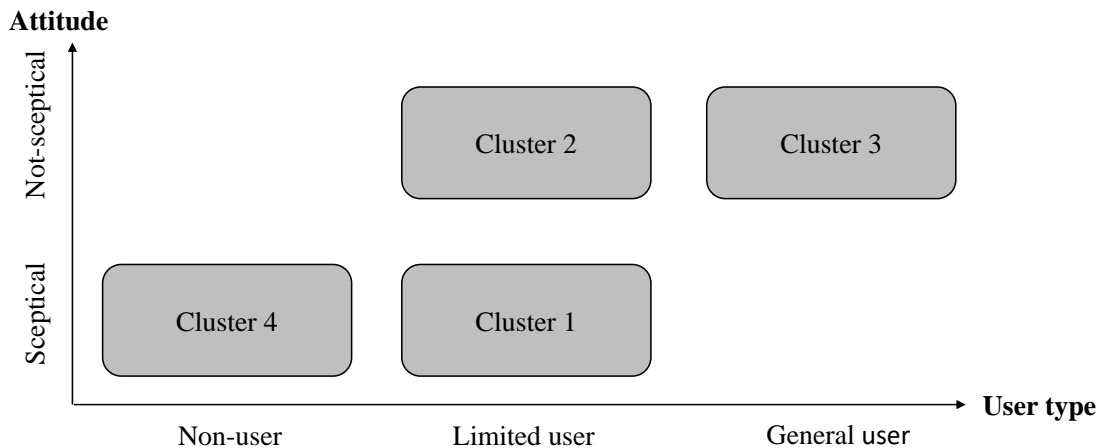 Attitude
Not-sceptical
Cluster 2
Cluster 3
Sceptical
Cluster 4
Cluster 1
User type
Non-user
Limited user
General user